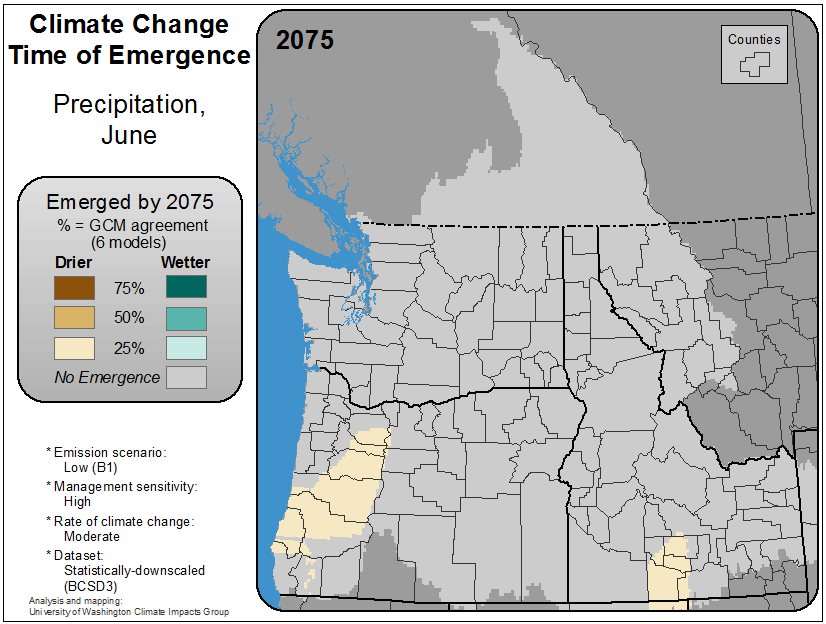 Climate Change
Time of Emergence
Precipitation,
June
Emerged by 2075
% = GCM agreement
(6 models)
Drier Wetter
75%
50%
25%
No Emergence
* Emission scenario:
Low (B1)
* Management sensitivity:
High
* Rate of climate change:
Moderate
* Dataset:
Statistically-downscaled
(BCSD3)
Analysis and mapping:
University of Washington Climate Impacts Group
2075
Counties